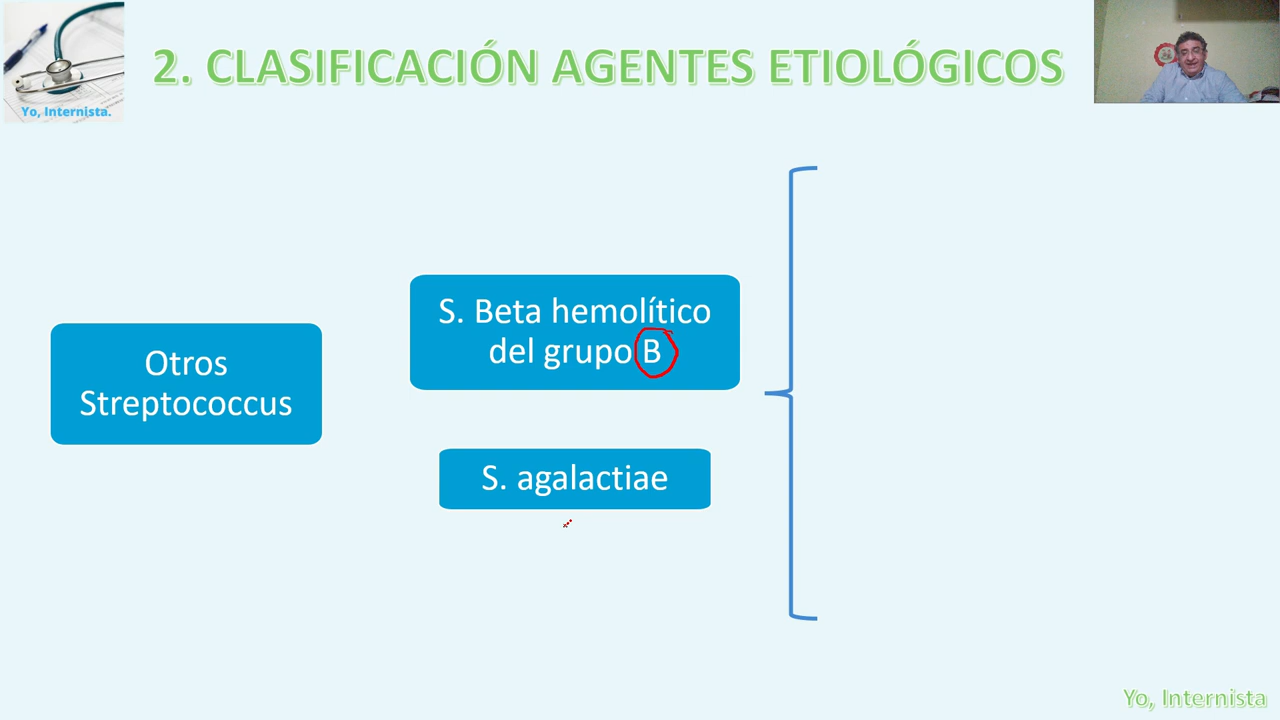 Yo, Internista.
2. CLASIFICACIÓN AGENTES ETIOLÓGICOS
Otros
Streptococcus
S. Beta hemolítico
del grupo B
S. agalactiae
Yo, Internista